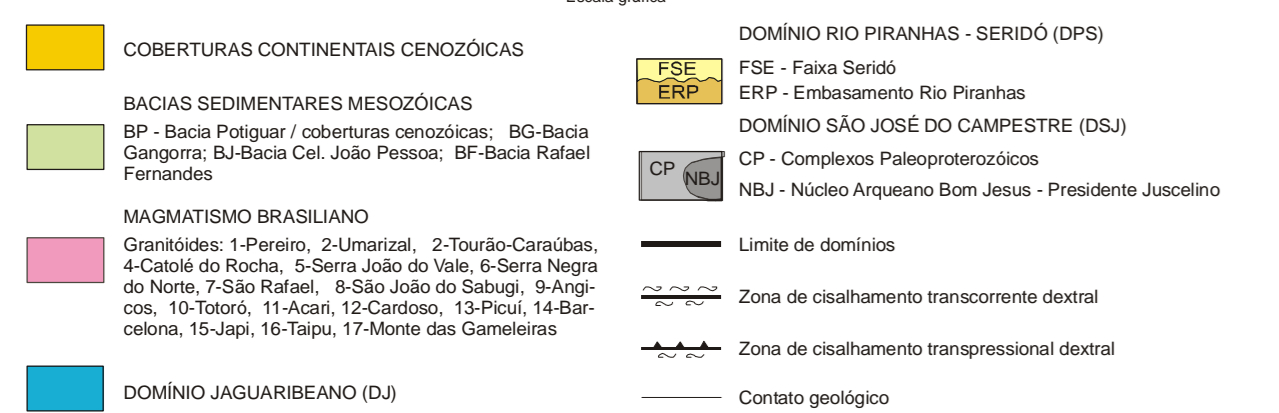 Escala gráfica
COBERTURAS CONTINENTAIS CENOZÓICAS
BACIAS SEDIMENTARES MESOZÓICAS
BP - Bacia Potiguar / coberturas cenozóicas; BG-Bacia
Gangorra; BJ-Bacia Cel. João Pessoa; BF-Bacia Rafael
Fernandes
MAGMATISMO BRASILIANO
Granitóides: 1-Pereiro, 2-Umarizal, 2-Tourão-Caraúbas,
4-Catolé do Rocha, 5-Serra João do Vale, 6-Serra Negra
do Norte, 7-São Rafael, 8-São João do Sabugi, 9-Angi-
cos, 10-Totoró, 11-Acari, 12-Cardoso, 13-Picuí, 14-Bar-
celona, 15-Japi, 16-Taipu, 17-Monte das Gameleiras
DOMÍNIO JAGUARIBEANO (DJ)
DOMÍNIO RIO PIRANHAS - SERIDÓ (DPS)
FSE
FSE - Faixa Seridó
ERP
ERP - Embasamento Rio Piranhas
DOMÍNIO SÃO JOSÉ DO CAMPESTRE (DSJ)
CP
CP - Complexos Paleoproterozóicos
NBJ
NBJ - Núcleo Arqueano Bom Jesus - Presidente Juscelino
Limite de domínios
Zona de cisalhamento transcorrente dextral
Zona de cisalhamento transpressional dextral
Contato geológico